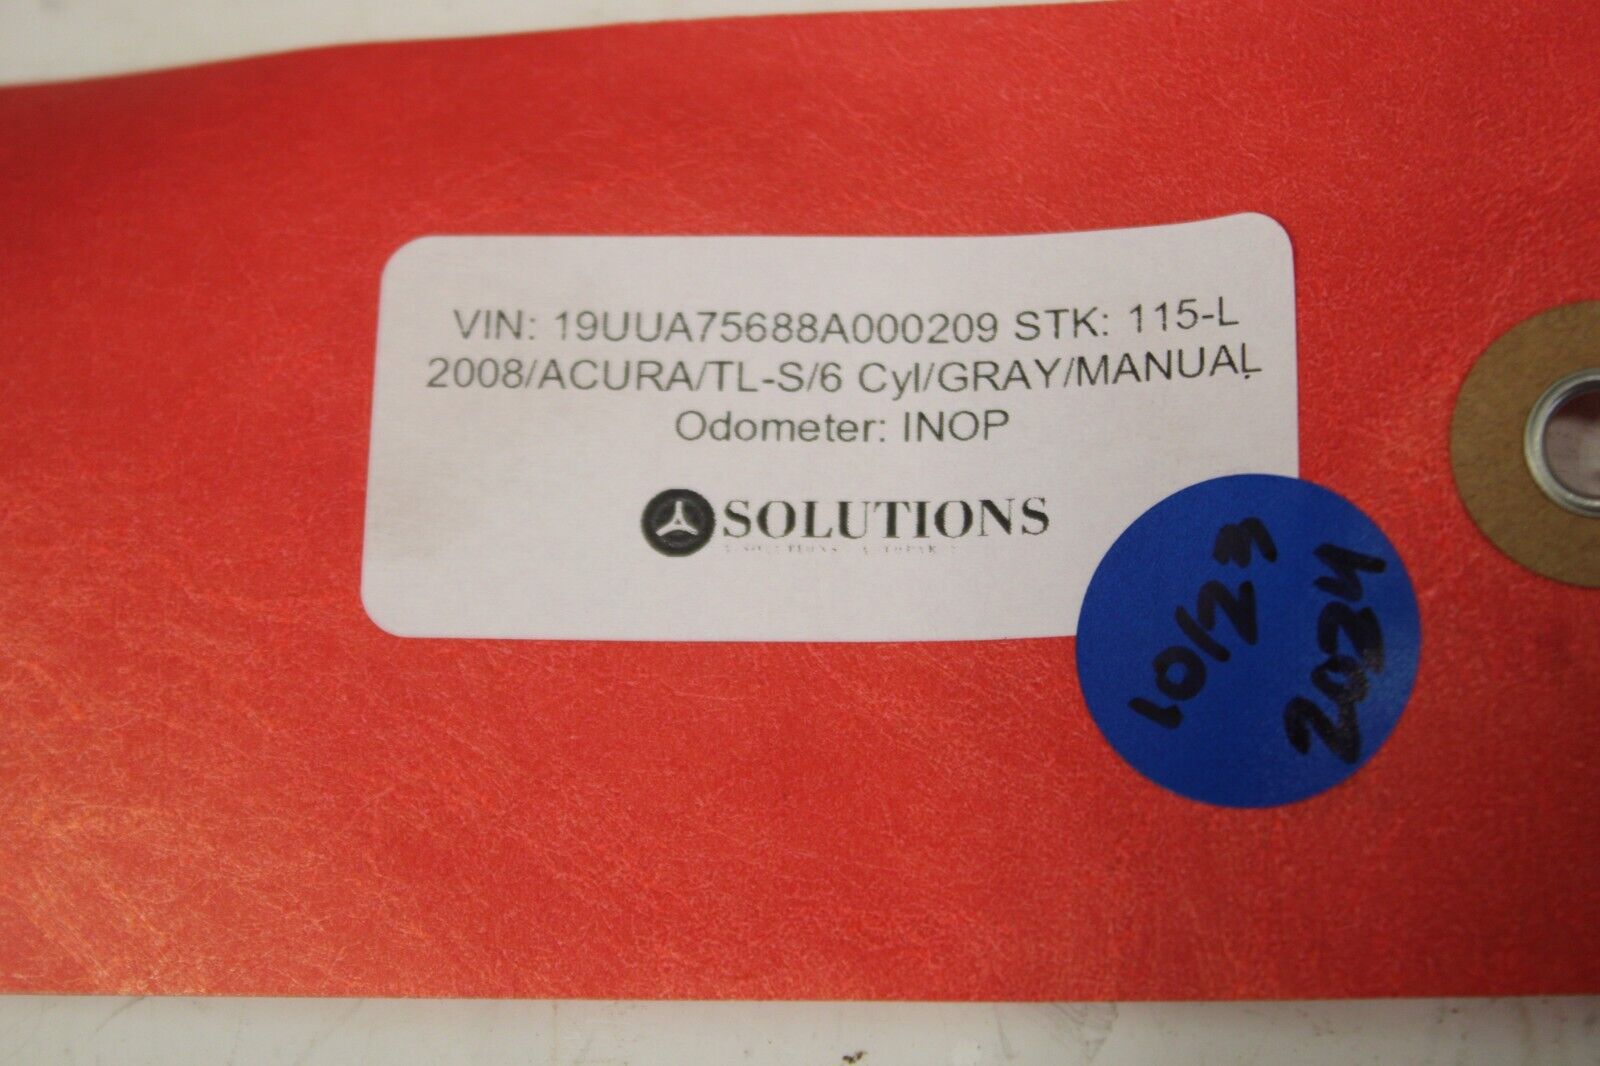 VIN: 19UUA75688A000209 STK: 115-L
2008/ACURA/TL-S/6 Cyl/GRAY/MANUAL
Odometer: INOP
SOLUTIONS
10/23
2024